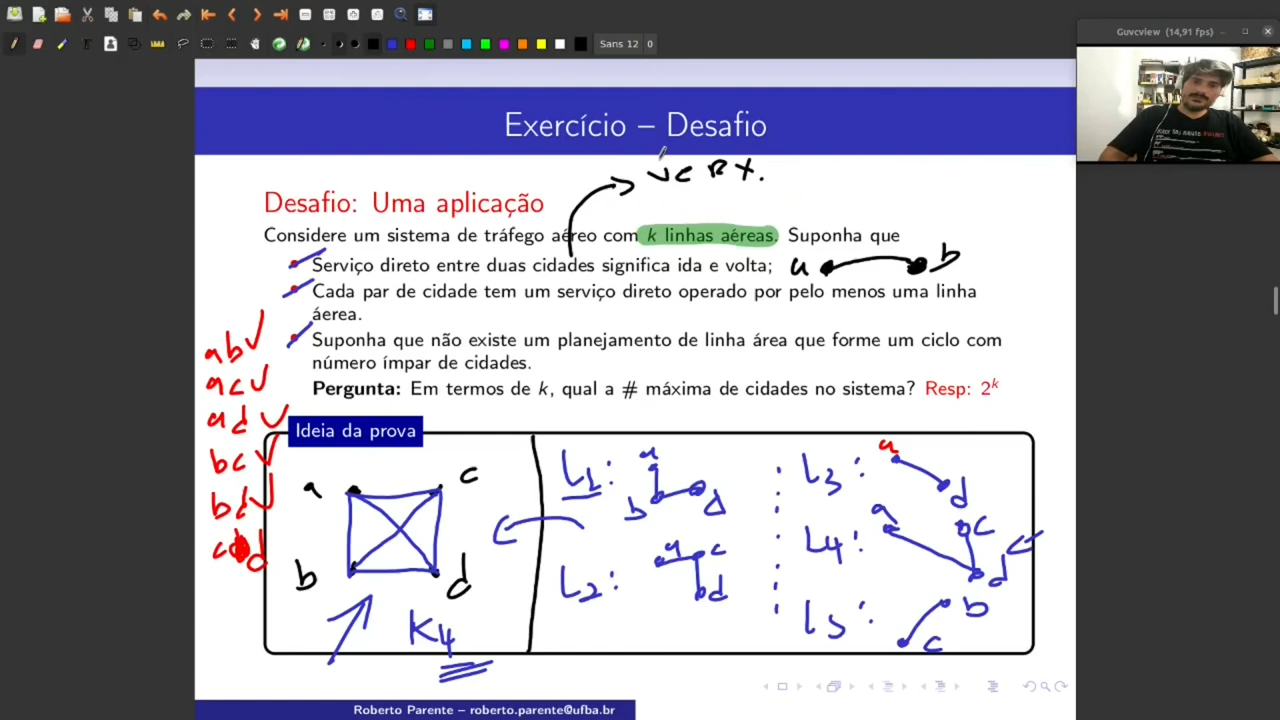 Sans 12 0
Guvcview (14,91 fps)
Exercício – Desafio
vert.
Desafio: Uma aplicação
Considere um sistema de tráfego aéreo com k linhas aéreas. Suponha que
Serviço direto entre duas cidades significa ida e volta; a b
Cada par de cidade tem um serviço direto operado por pelo menos uma linha
áerea.
Suponha que não existe um planejamento de linha área que forme um ciclo com
número ímpar de cidades.
Pergunta: Em termos de k, qual a # máxima de cidades no sistema? Resp: 2^k
ab
ac
ad
bc
bd
cd
Ideia da prova
a c
b d
K4
L1: a b d
L2: a c d
L3: a d
L4: a c d
L5: b c
Roberto Parente – roberto.parente@ufba.br